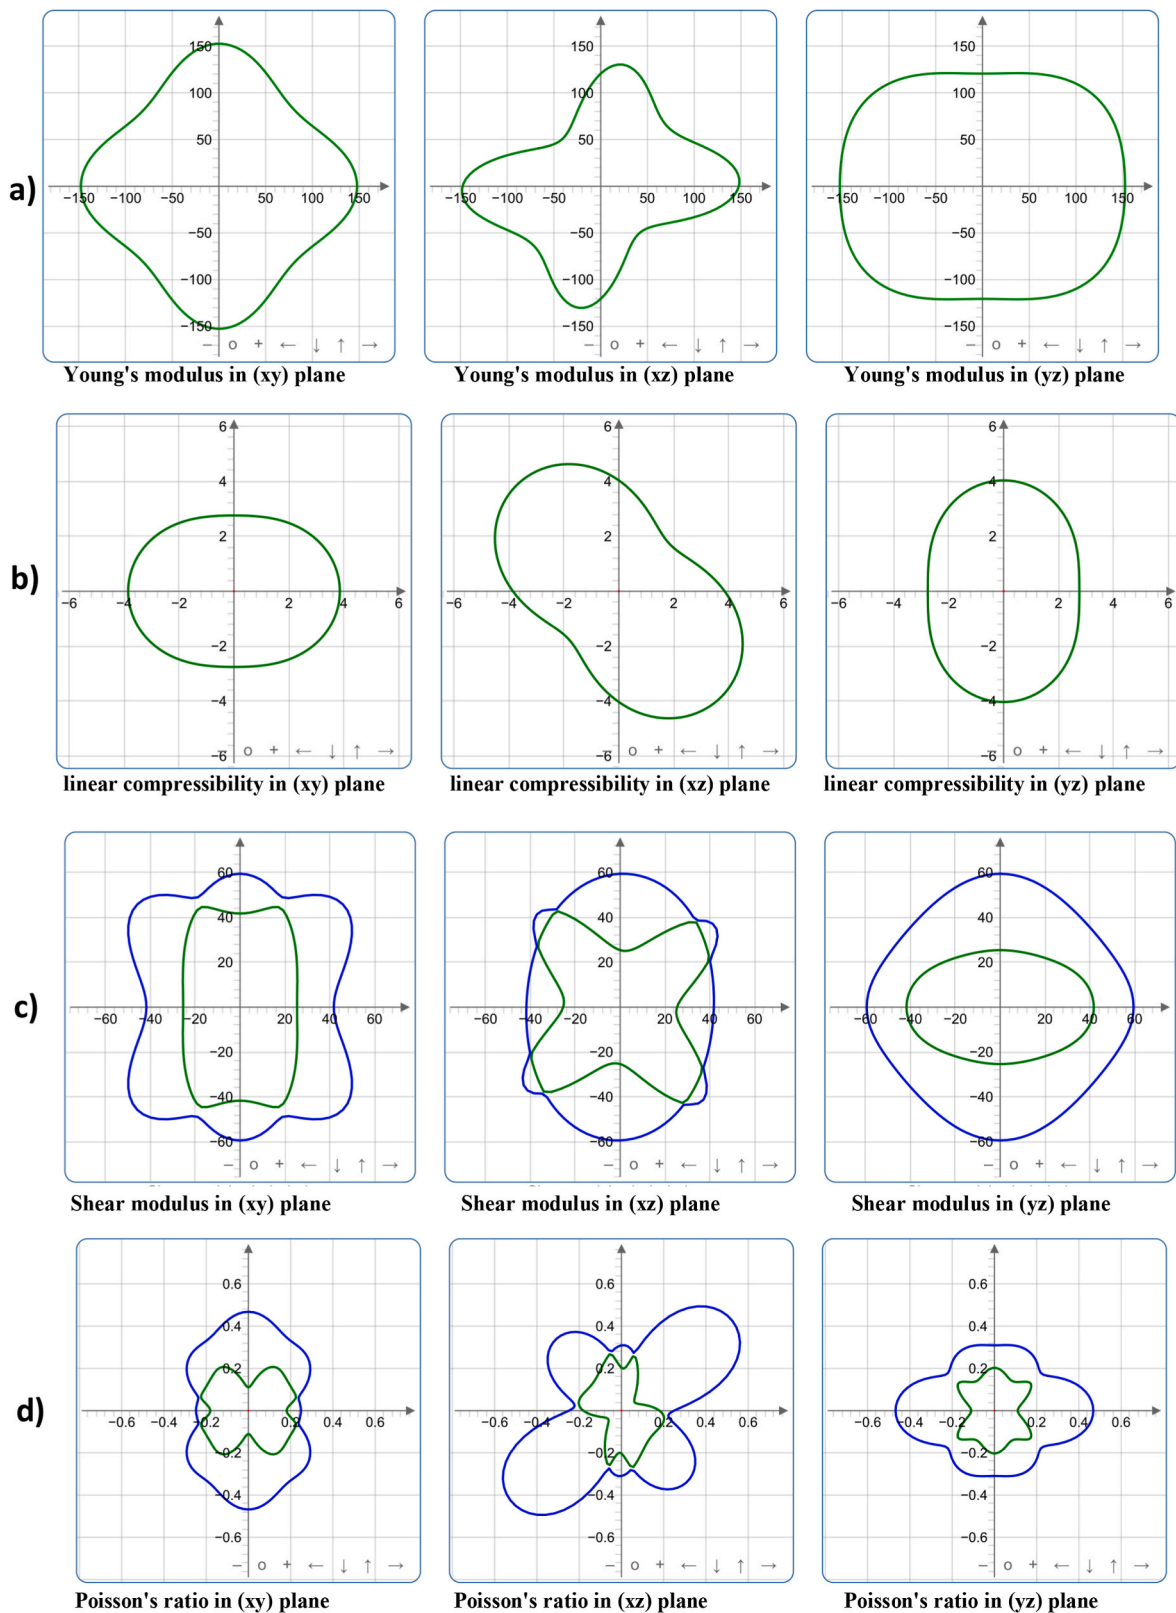 a)
150
100
50
−150 −100 −50 50 100 150
−50
−100
−150
− o + ← ↓ ↑ →
Young's modulus in (xy) plane
150
100
50
−150 −100 −50 50 100 150
−50
−100
−150
− o + ← ↓ ↑ →
Young's modulus in (xz) plane
150
100
50
−150 −100 −50 50 100 150
−50
−100
−150
− o + ← ↓ ↑ →
Young's modulus in (yz) plane
b)
6
4
2
−6 −4 −2 2 4 6
−2
−4
−6
− o + ← ↓ ↑ →
linear compressibility in (xy) plane
6
4
2
−6 −4 −2 2 4 6
−2
−4
−6
− o + ← ↓ ↑ →
linear compressibility in (xz) plane
6
4
2
−6 −4 −2 2 4 6
−2
−4
−6
− o + ← ↓ ↑ →
linear compressibility in (yz) plane
c)
60
40
20
−60 −40 −20 20 40 60
−20
−40
−60
− o + ← ↓ ↑ →
Shear modulus in (xy) plane
60
40
20
−60 −40 −20 20 40 60
−20
−40
−60
− o + ← ↓ ↑ →
Shear modulus in (xz) plane
60
40
20
−60 −40 −20 20 40 60
−20
−40
−60
− o + ← ↓ ↑ →
Shear modulus in (yz) plane
d)
0.6
0.4
0.2
−0.6 −0.4 −0.2 0.2 0.4 0.6
−0.2
−0.4
−0.6
− o + ← ↓ ↑ →
Poisson's ratio in (xy) plane
0.6
0.4
0.2
−0.6 −0.4 −0.2 0.2 0.4 0.6
−0.2
−0.4
−0.6
− o + ← ↓ ↑ →
Poisson's ratio in (xz) plane
0.6
0.4
0.2
−0.6 −0.4 −0.2 0.2 0.4 0.6
−0.2
−0.4
−0.6
− o + ← ↓ ↑ →
Poisson's ratio in (yz) plane